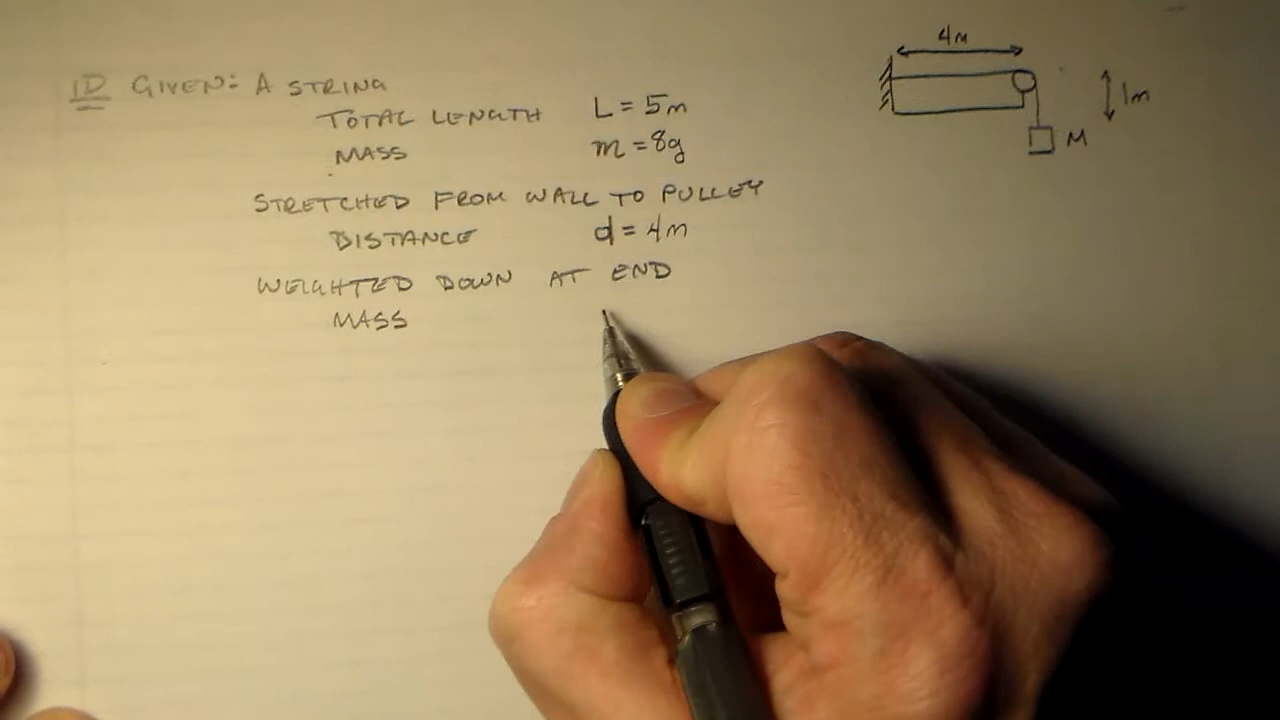 1D GIVEN: A STRING
TOTAL LENGTH L = 5m
MASS m = 8g
STRETCHED FROM WALL TO PULLEY
DISTANCE d = 4m
WEIGHTED DOWN AT END
MASS
4m
1m
M